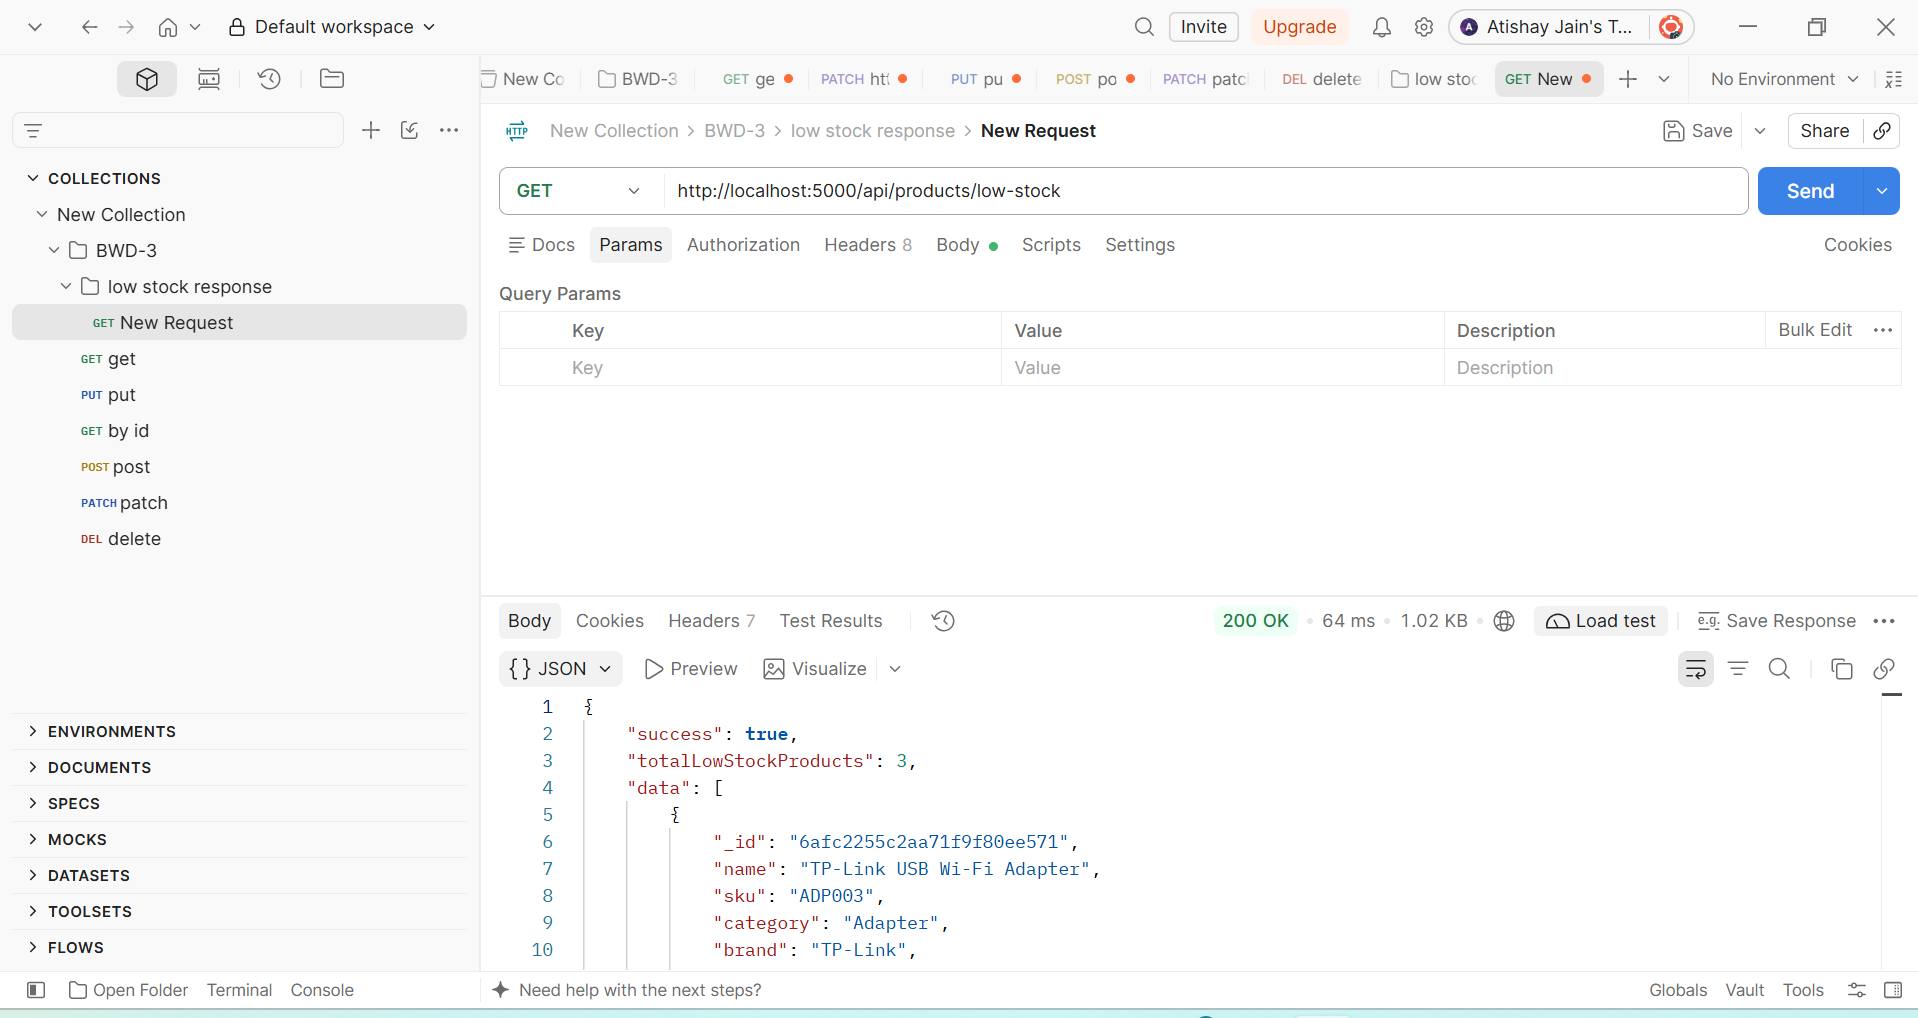 Default workspace
Invite
Upgrade
A Atishay Jain's T...
New Co
BWD-3
GET ge
PATCH htt
PUT pu
POST po
PATCH patc
DEL delete
low stoc
GET New
No Environment
HTTP New Collection > BWD-3 > low stock response > New Request
Save
Share
COLLECTIONS
New Collection
BWD-3
low stock response
GET New Request
GET get
PUT put
GET by id
POST post
PATCH patch
DEL delete
ENVIRONMENTS
DOCUMENTS
SPECS
MOCKS
DATASETS
TOOLSETS
FLOWS
GET http://localhost:5000/api/products/low-stock
Send
Docs Params Authorization Headers 8 Body Scripts Settings Cookies
Query Params
Key Value Description Bulk Edit
Key Value Description
Body Cookies Headers 7 Test Results 200 OK 64 ms 1.02 KB Load test e.g. Save Response
{} JSON Preview Visualize
1 {
2 "success": true,
3 "totalLowStockProducts": 3,
4 "data": [
5 {
6 "_id": "6afc2255c2aa71f9f80ee571",
7 "name": "TP-Link USB Wi-Fi Adapter",
8 "sku": "ADP003",
9 "category": "Adapter",
10 "brand": "TP-Link",
Open Folder Terminal Console Need help with the next steps? Globals Vault Tools